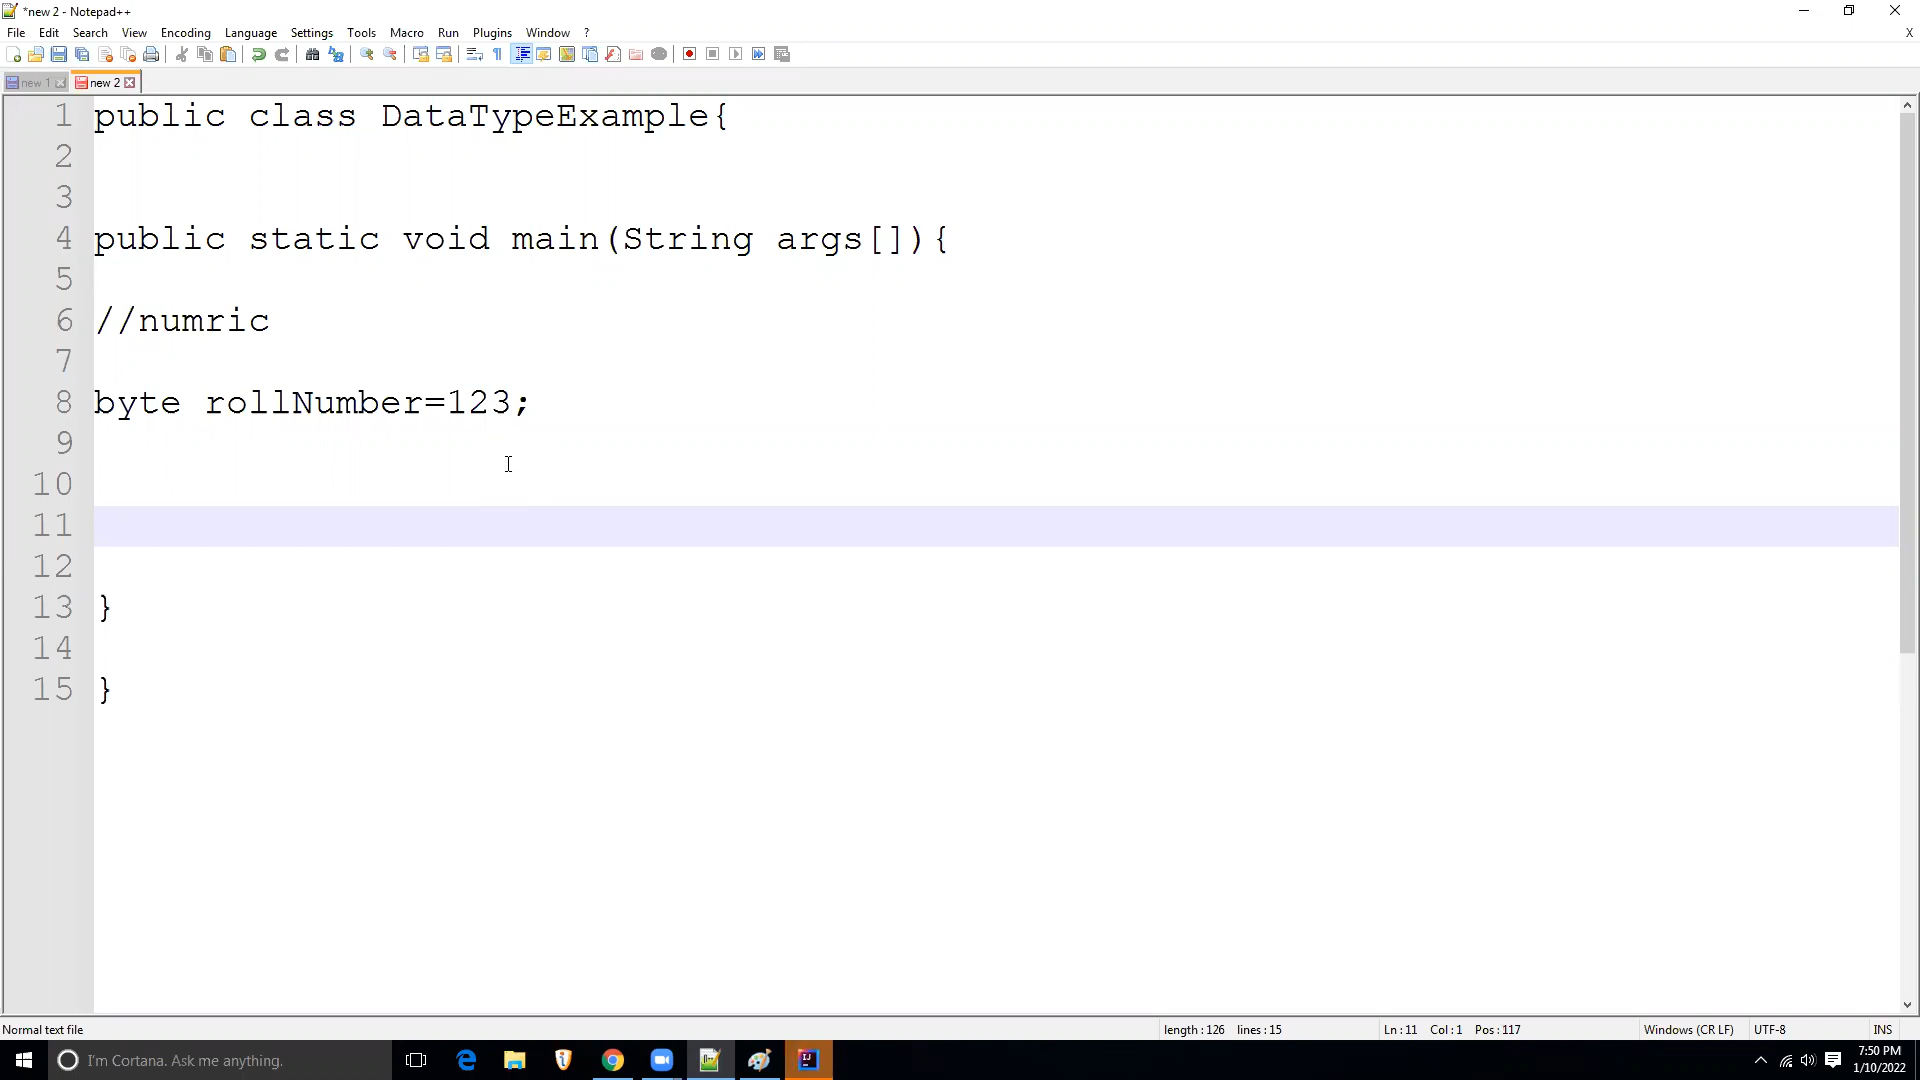 *new 2 - Notepad++
File Edit Search View Encoding Language Settings Tools Macro Run Plugins Window ? X
new 1 new 2
1 public class DataTypeExample{
2
3
4 public static void main(String args[]){
5
6 //numric
7
8 byte rollNumber=123;
9
10
11
12
13 }
14
15 }
Normal text file length : 126 lines : 15 Ln : 11 Col : 1 Pos : 117 Windows (CR LF) UTF-8 INS
I'm Cortana. Ask me anything. 7:50 PM
1/10/2022